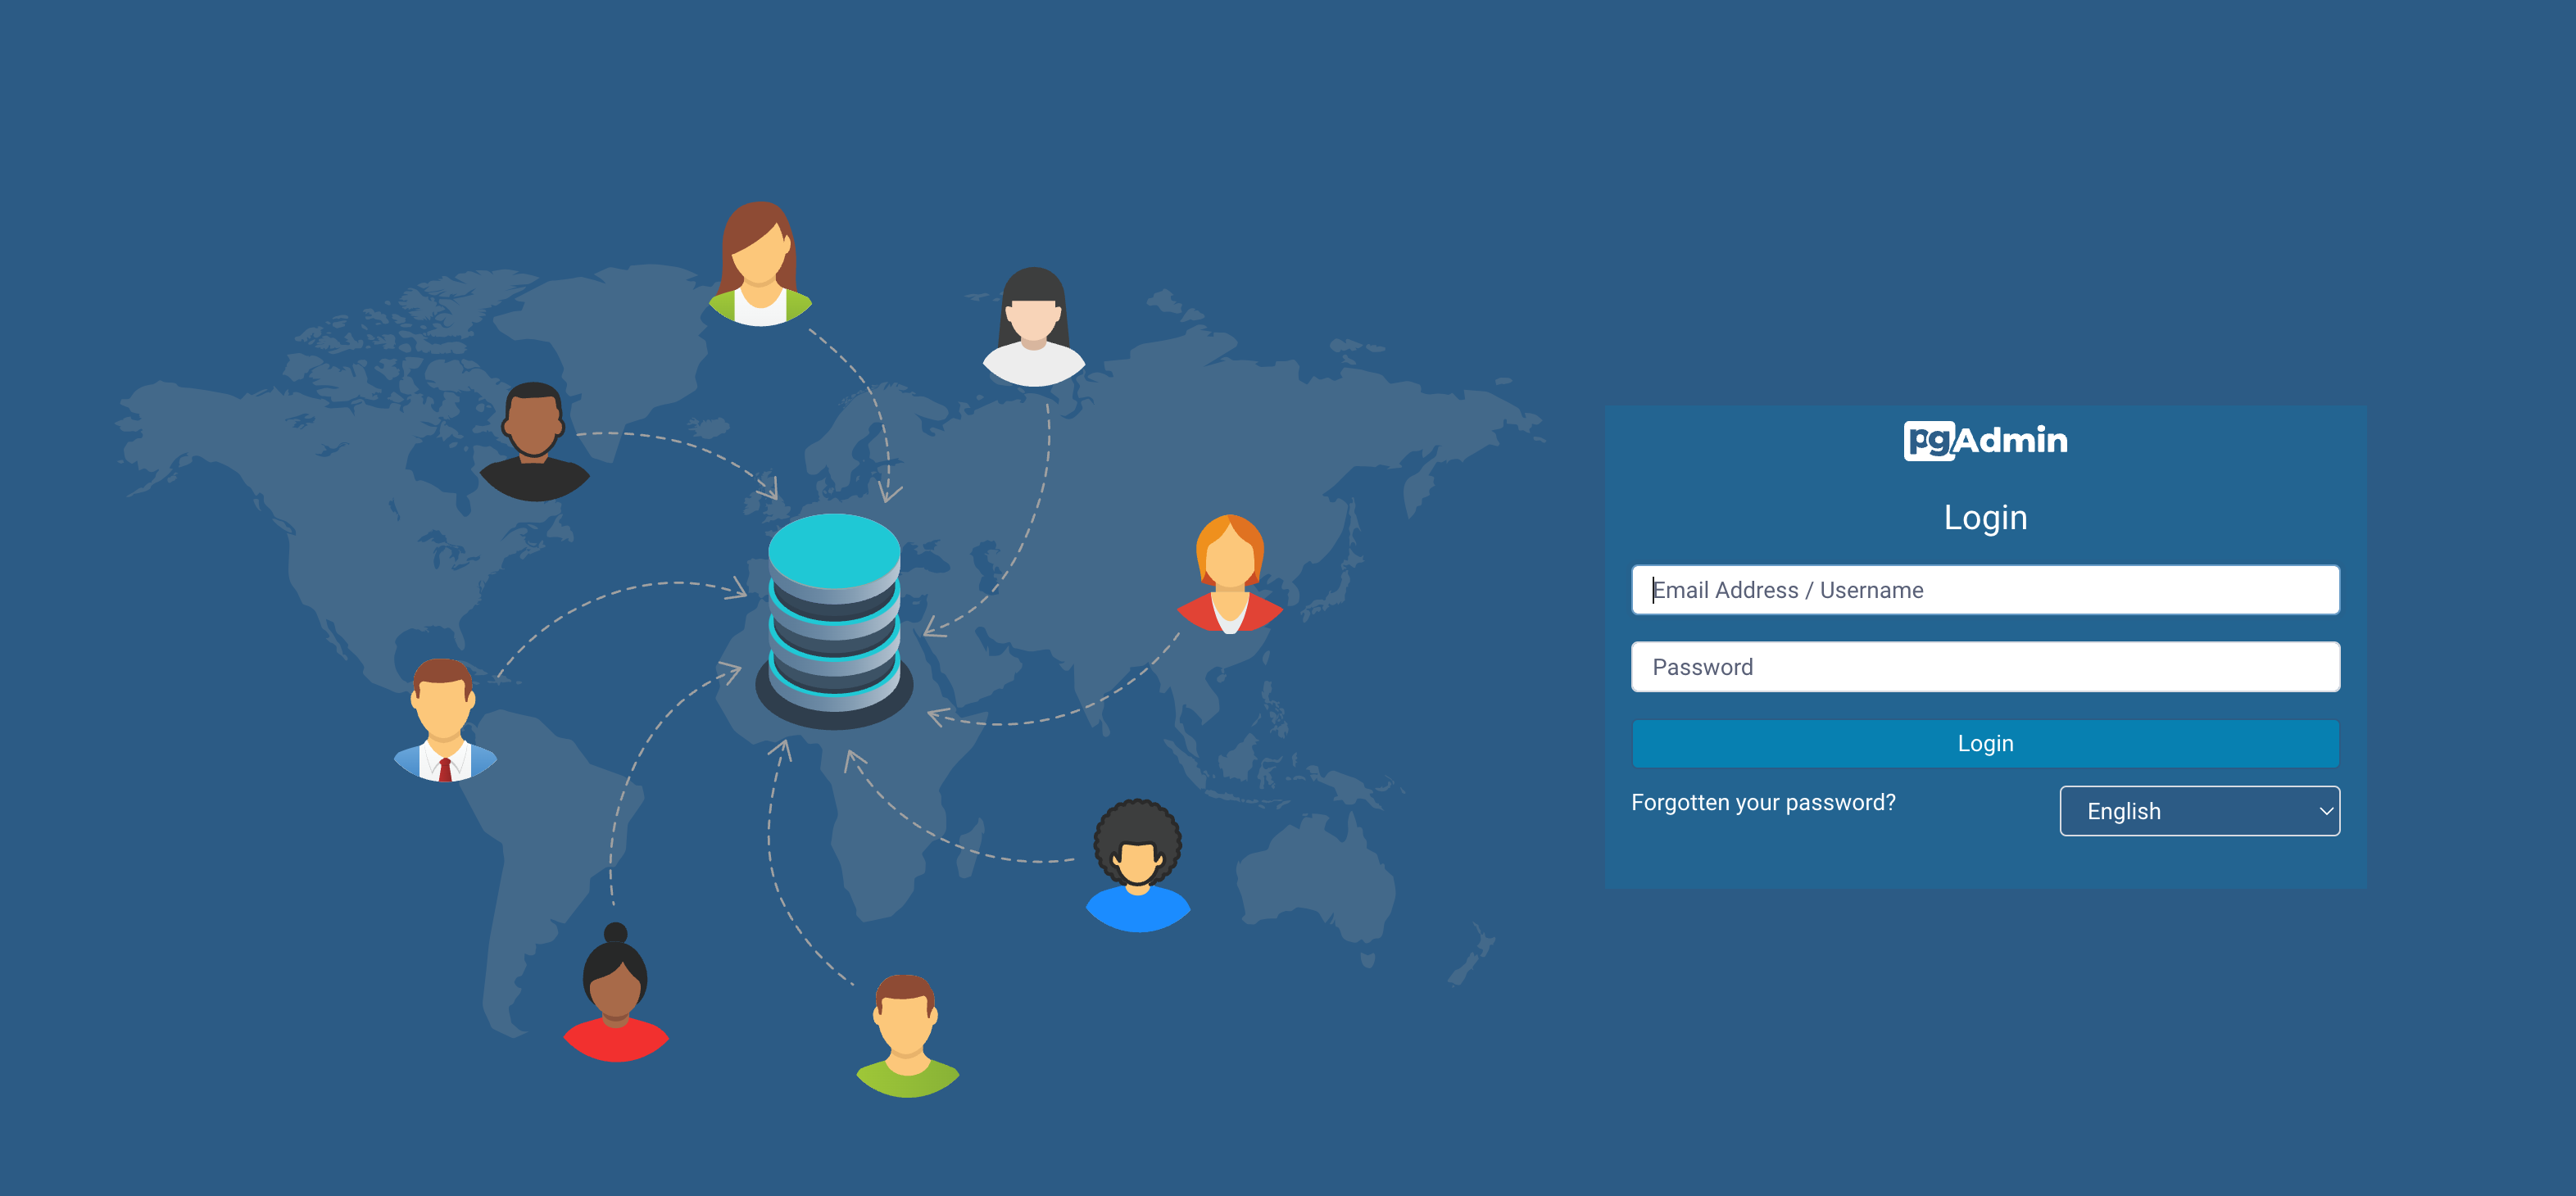 pgAdmin
Login
Email Address / Username
Password
Login
Forgotten your password?
English